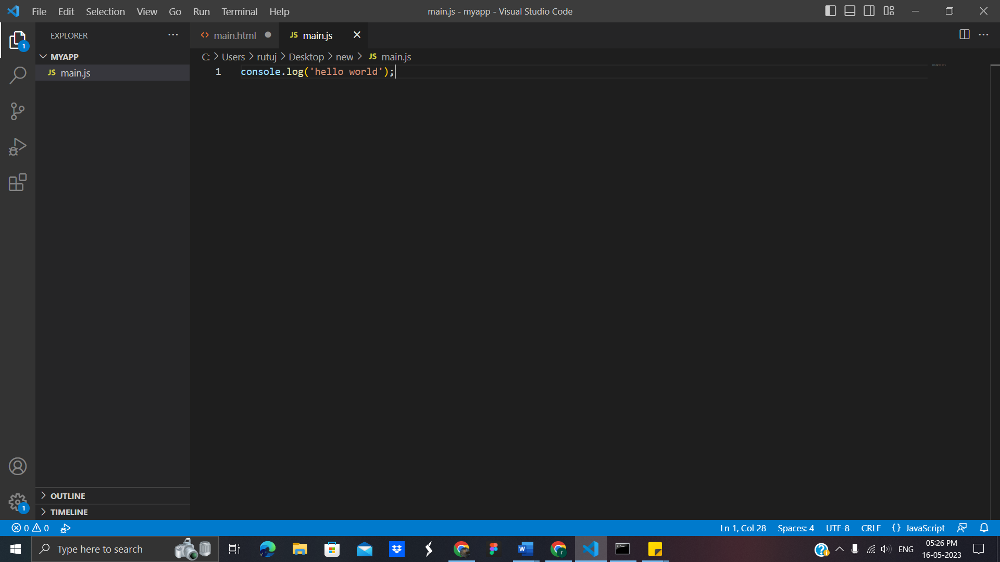 File Edit Selection View Go Run Terminal Help
main.js - myapp - Visual Studio Code
EXPLORER
main.html
JS main.js
MYAPP
C: > Users > rutuj > Desktop > new > JS main.js
JS main.js
1 console.log('hello world');
1
OUTLINE
1
TIMELINE
0 0
Ln 1, Col 28 Spaces: 4 UTF-8 CRLF {} JavaScript
Type here to search
ENG
05:26 PM
16-05-2023